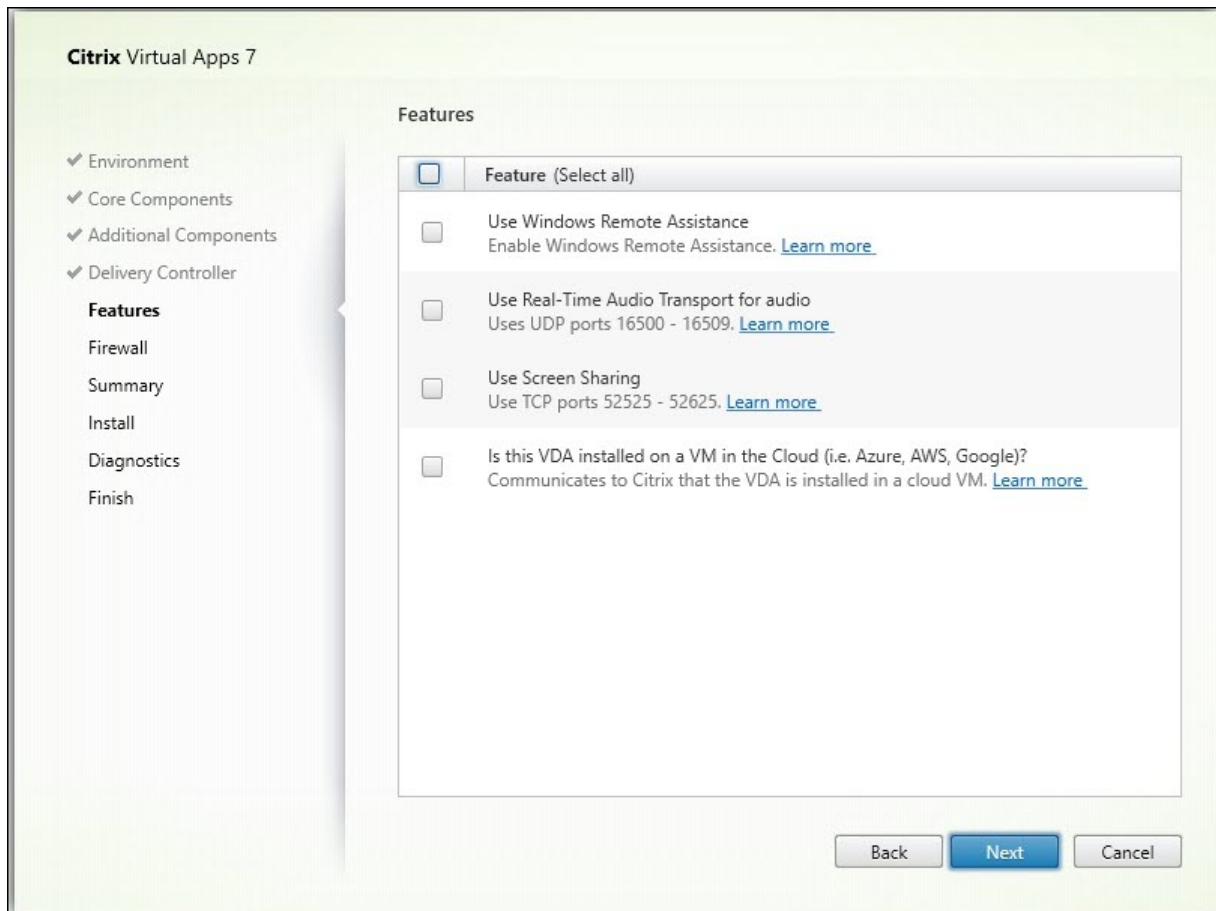 Citrix Virtual Apps 7
Features
Environment
Core Components
Additional Components
Delivery Controller
Features
Firewall
Summary
Install
Diagnostics
Finish
Feature (Select all)
Use Windows Remote Assistance
Enable Windows Remote Assistance. Learn more
Use Real-Time Audio Transport for audio
Uses UDP ports 16500 - 16509. Learn more
Use Screen Sharing
Use TCP ports 52525 - 52625. Learn more
Is this VDA installed on a VM in the Cloud (i.e. Azure, AWS, Google)?
Communicates to Citrix that the VDA is installed in a cloud VM. Learn more
Back Next Cancel